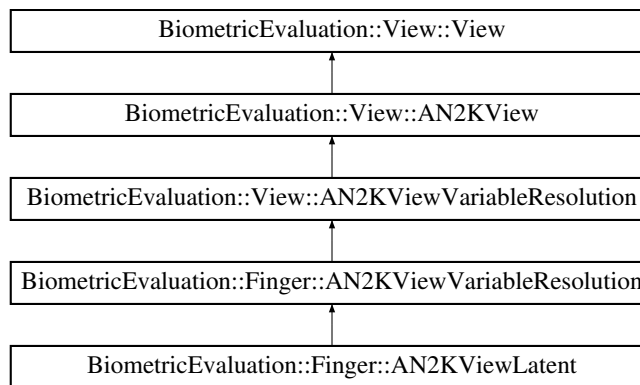 BiometricEvaluation::View::View
BiometricEvaluation::View::AN2KView
BiometricEvaluation::View::AN2KViewVariableResolution
BiometricEvaluation::Finger::AN2KViewVariableResolution
BiometricEvaluation::Finger::AN2KViewLatent